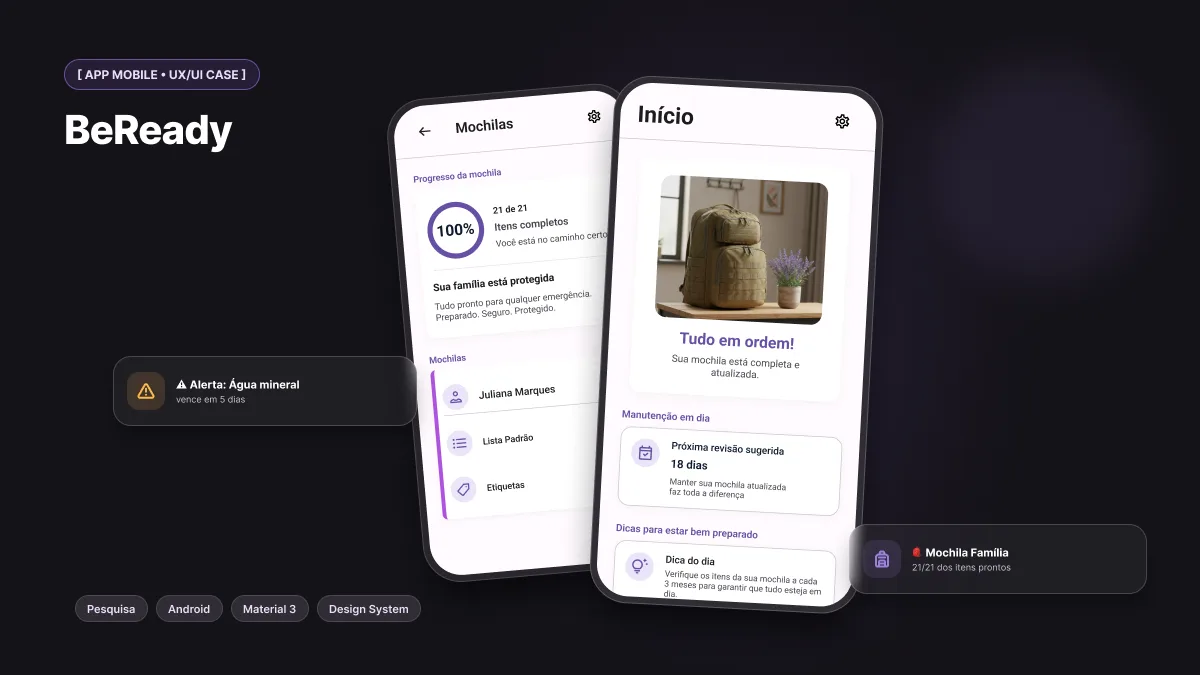 [ APP MOBILE • UX/UI CASE ]
BeReady
Mochilas
Progresso da mochila
100%
21 de 21
Itens completos
Você está no caminho certo
Sua família está protegida
Tudo pronto para qualquer emergência.
Preparado. Seguro. Protegido.
Mochilas
Juliana Marques
Lista Padrão
Etiquetas
Início
Tudo em ordem!
Sua mochila está completa e
atualizada.
Manutenção em dia
Próxima revisão sugerida
18 dias
Manter sua mochila atualizada
faz toda a diferença
Dicas para estar bem preparado
Dica do dia
Verifique os itens da sua mochila a cada
3 meses para garantir que tudo esteja em
dia.
⚠ Alerta: Água mineral
vence em 5 dias
🎒 Mochila Família
21/21 dos itens prontos
Pesquisa
Android
Material 3
Design System